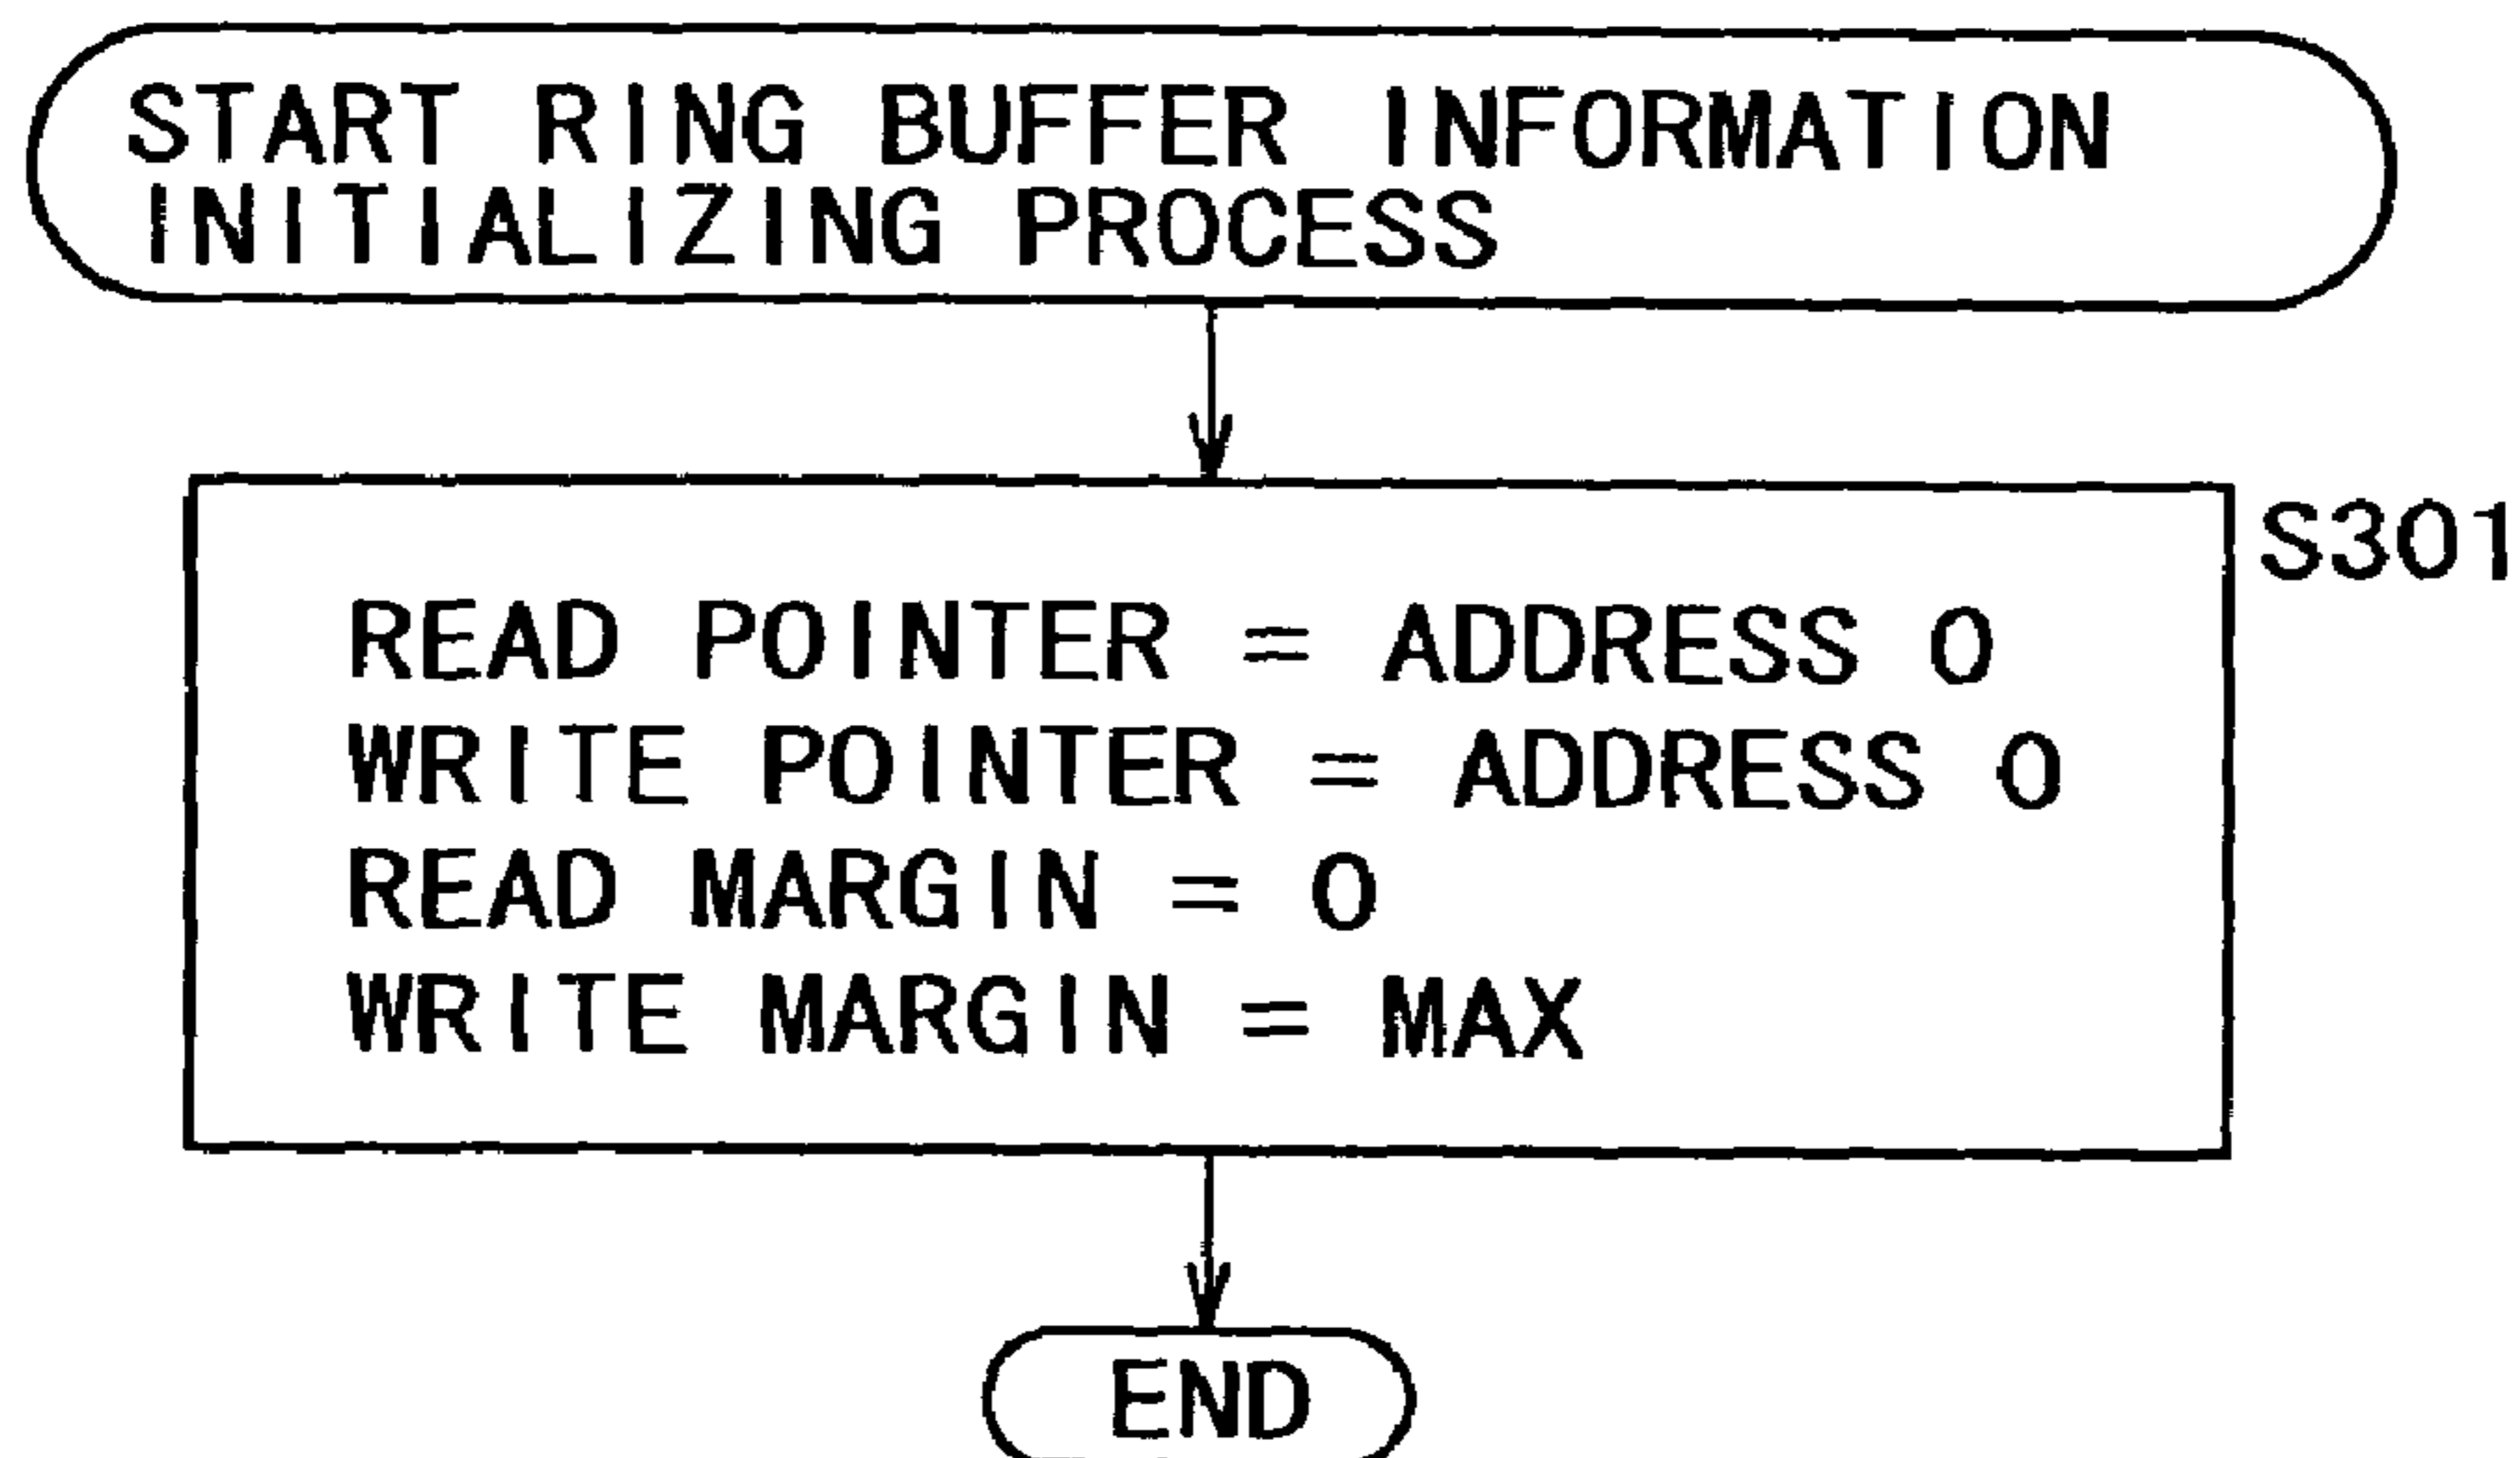 START RING BUFFER INFORMATION
INITIALIZING PROCESS
S301
READ POINTER = ADDRESS 0
WRITE POINTER = ADDRESS 0
READ MARGIN = 0
WRITE MARGIN = MAX
END